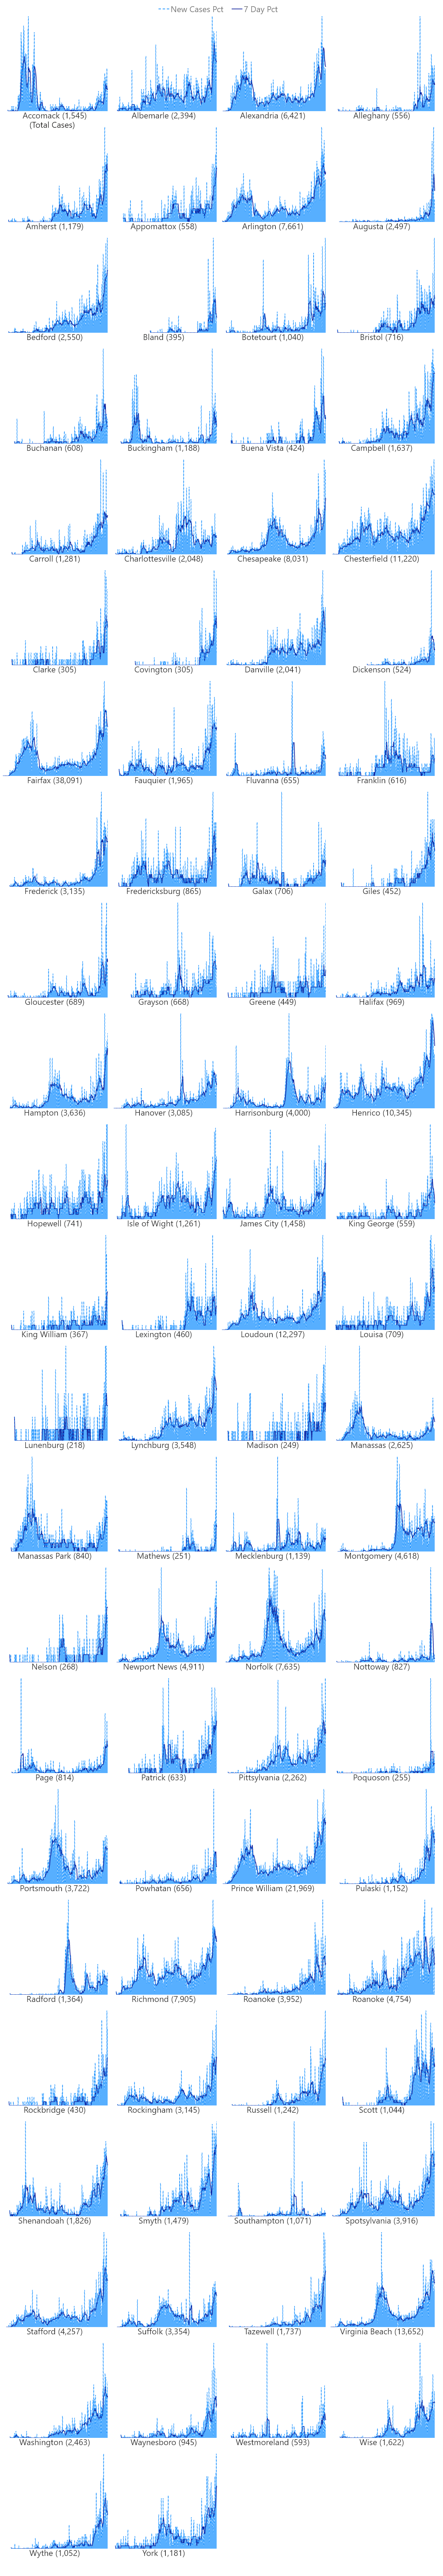 New Cases Pct 7 Day Pct
Accomack (1,545) Albemarle (2,394) Alexandria (6,421) Alleghany (556)
(Total Cases)
Amherst (1,179) Appomattox (558) Arlington (7,661) Augusta (2,497)
Bedford (2,550) Bland (395) Botetourt (1,040) Bristol (716)
Buchanan (608) Buckingham (1,188) Buena Vista (424) Campbell (1,637)
Carroll (1,281) Charlottesville (2,048) Chesapeake (8,031) Chesterfield (11,220)
Clarke (305) Covington (305) Danville (2,041) Dickenson (524)
Fairfax (38,091) Fauquier (1,965) Fluvanna (655) Franklin (616)
Frederick (3,135) Fredericksburg (865) Galax (706) Giles (452)
Gloucester (689) Grayson (668) Greene (449) Halifax (969)
Hampton (3,636) Hanover (3,085) Harrisonburg (4,000) Henrico (10,345)
Hopewell (741) Isle of Wight (1,261) James City (1,458) King George (559)
King William (367) Lexington (460) Loudoun (12,297) Louisa (709)
Lunenburg (218) Lynchburg (3,548) Madison (249) Manassas (2,625)
Manassas Park (840) Mathews (251) Mecklenburg (1,139) Montgomery (4,618)
Nelson (268) Newport News (4,911) Norfolk (7,635) Nottoway (827)
Page (814) Patrick (633) Pittsylvania (2,262) Poquoson (255)
Portsmouth (3,722) Powhatan (656) Prince William (21,969) Pulaski (1,152)
Radford (1,364) Richmond (7,905) Roanoke (3,952) Roanoke (4,754)
Rockbridge (430) Rockingham (3,145) Russell (1,242) Scott (1,044)
Shenandoah (1,826) Smyth (1,479) Southampton (1,071) Spotsylvania (3,916)
Stafford (4,257) Suffolk (3,354) Tazewell (1,737) Virginia Beach (13,652)
Washington (2,463) Waynesboro (945) Westmoreland (593) Wise (1,622)
Wythe (1,052) York (1,181)